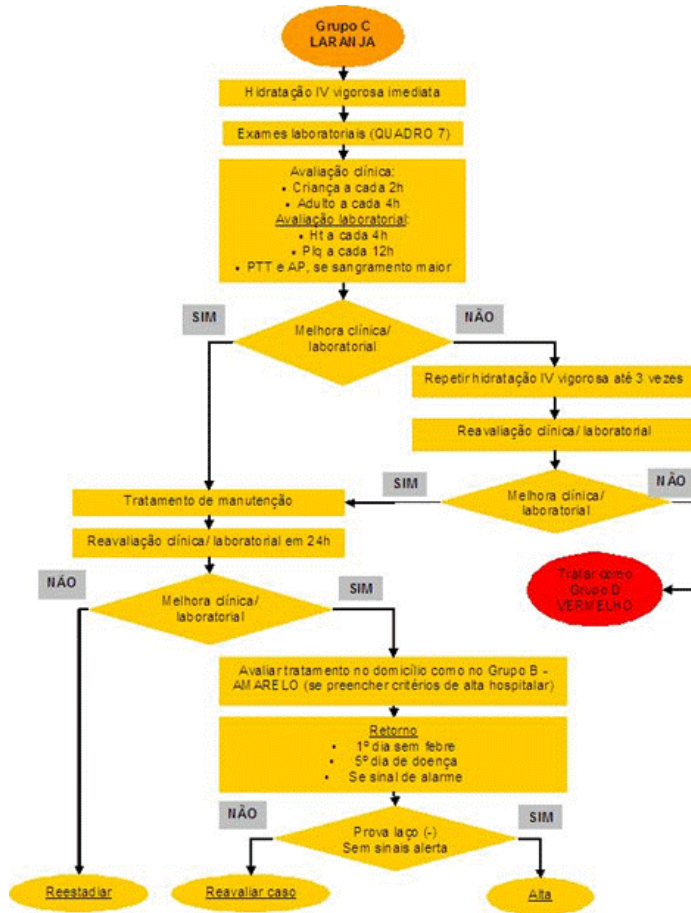 Grupo C
LARANJA
Hidratação IV vigorosa imediata
Exames laboratoriais (QUADRO 7)
Avaliação clínica:
• Criança a cada 2h
• Adulto a cada 4h
Avaliação laboratorial:
• Ht a cada 4h
• Plq a cada 12h
• PTT e AP, se sangramento maior
SIM
NÃO
Melhora clínica/
laboratorial
Repetir hidratação IV vigorosa até 3 vezes
Reavaliação clínica/ laboratorial
SIM
NÃO
Melhora clínica/
laboratorial
Tratamento de manutenção
Reavaliação clínica/ laboratorial em 24h
Tratar como
Grupo D
VERMELHO
NÃO
SIM
Melhora clínica/
laboratorial
Avaliar tratamento no domicílio como no Grupo B -
AMARELO (se preencher critérios de alta hospitalar)
Retorno
• 1º dia sem febre
• 5º dia de doença
• Se sinal de alarme
NÃO
SIM
Prova laço (-)
Sem sinais alerta
Reestadiar
Reavaliar caso
Alta